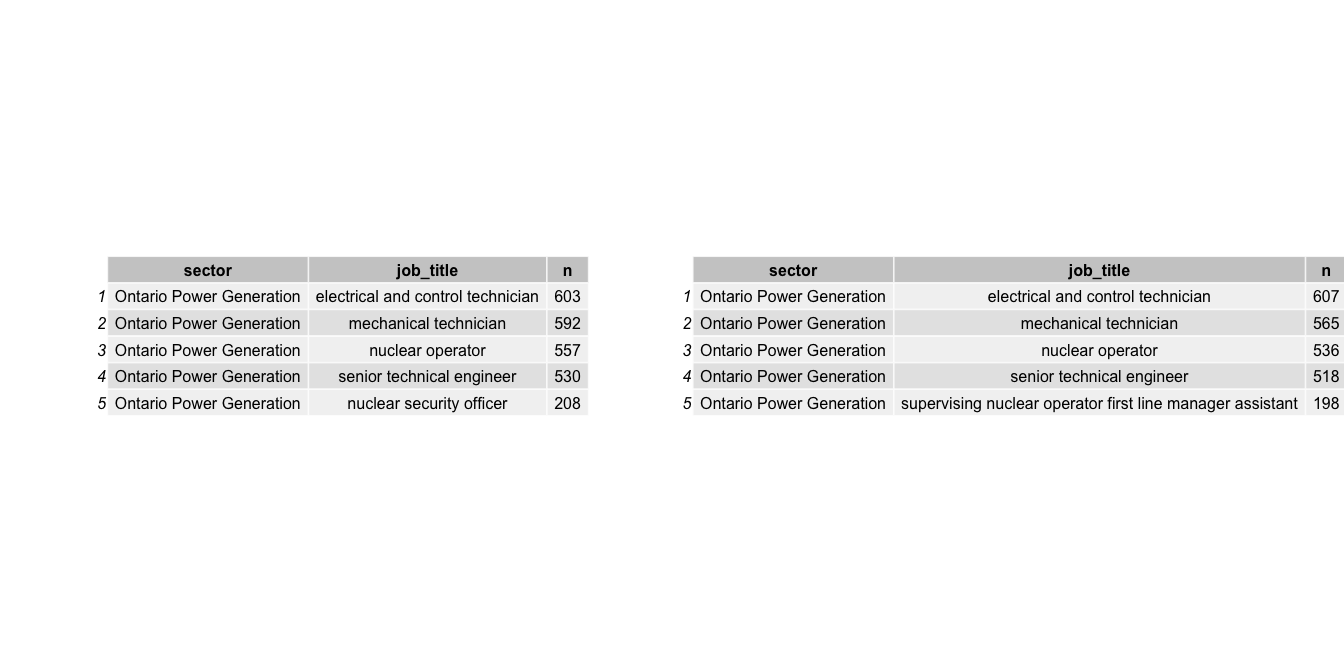 sector job_title n
1 Ontario Power Generation electrical and control technician 603
2 Ontario Power Generation mechanical technician 592
3 Ontario Power Generation nuclear operator 557
4 Ontario Power Generation senior technical engineer 530
5 Ontario Power Generation nuclear security officer 208
sector job_title n
1 Ontario Power Generation electrical and control technician 607
2 Ontario Power Generation mechanical technician 565
3 Ontario Power Generation nuclear operator 536
4 Ontario Power Generation senior technical engineer 518
5 Ontario Power Generation supervising nuclear operator first line manager assistant 198